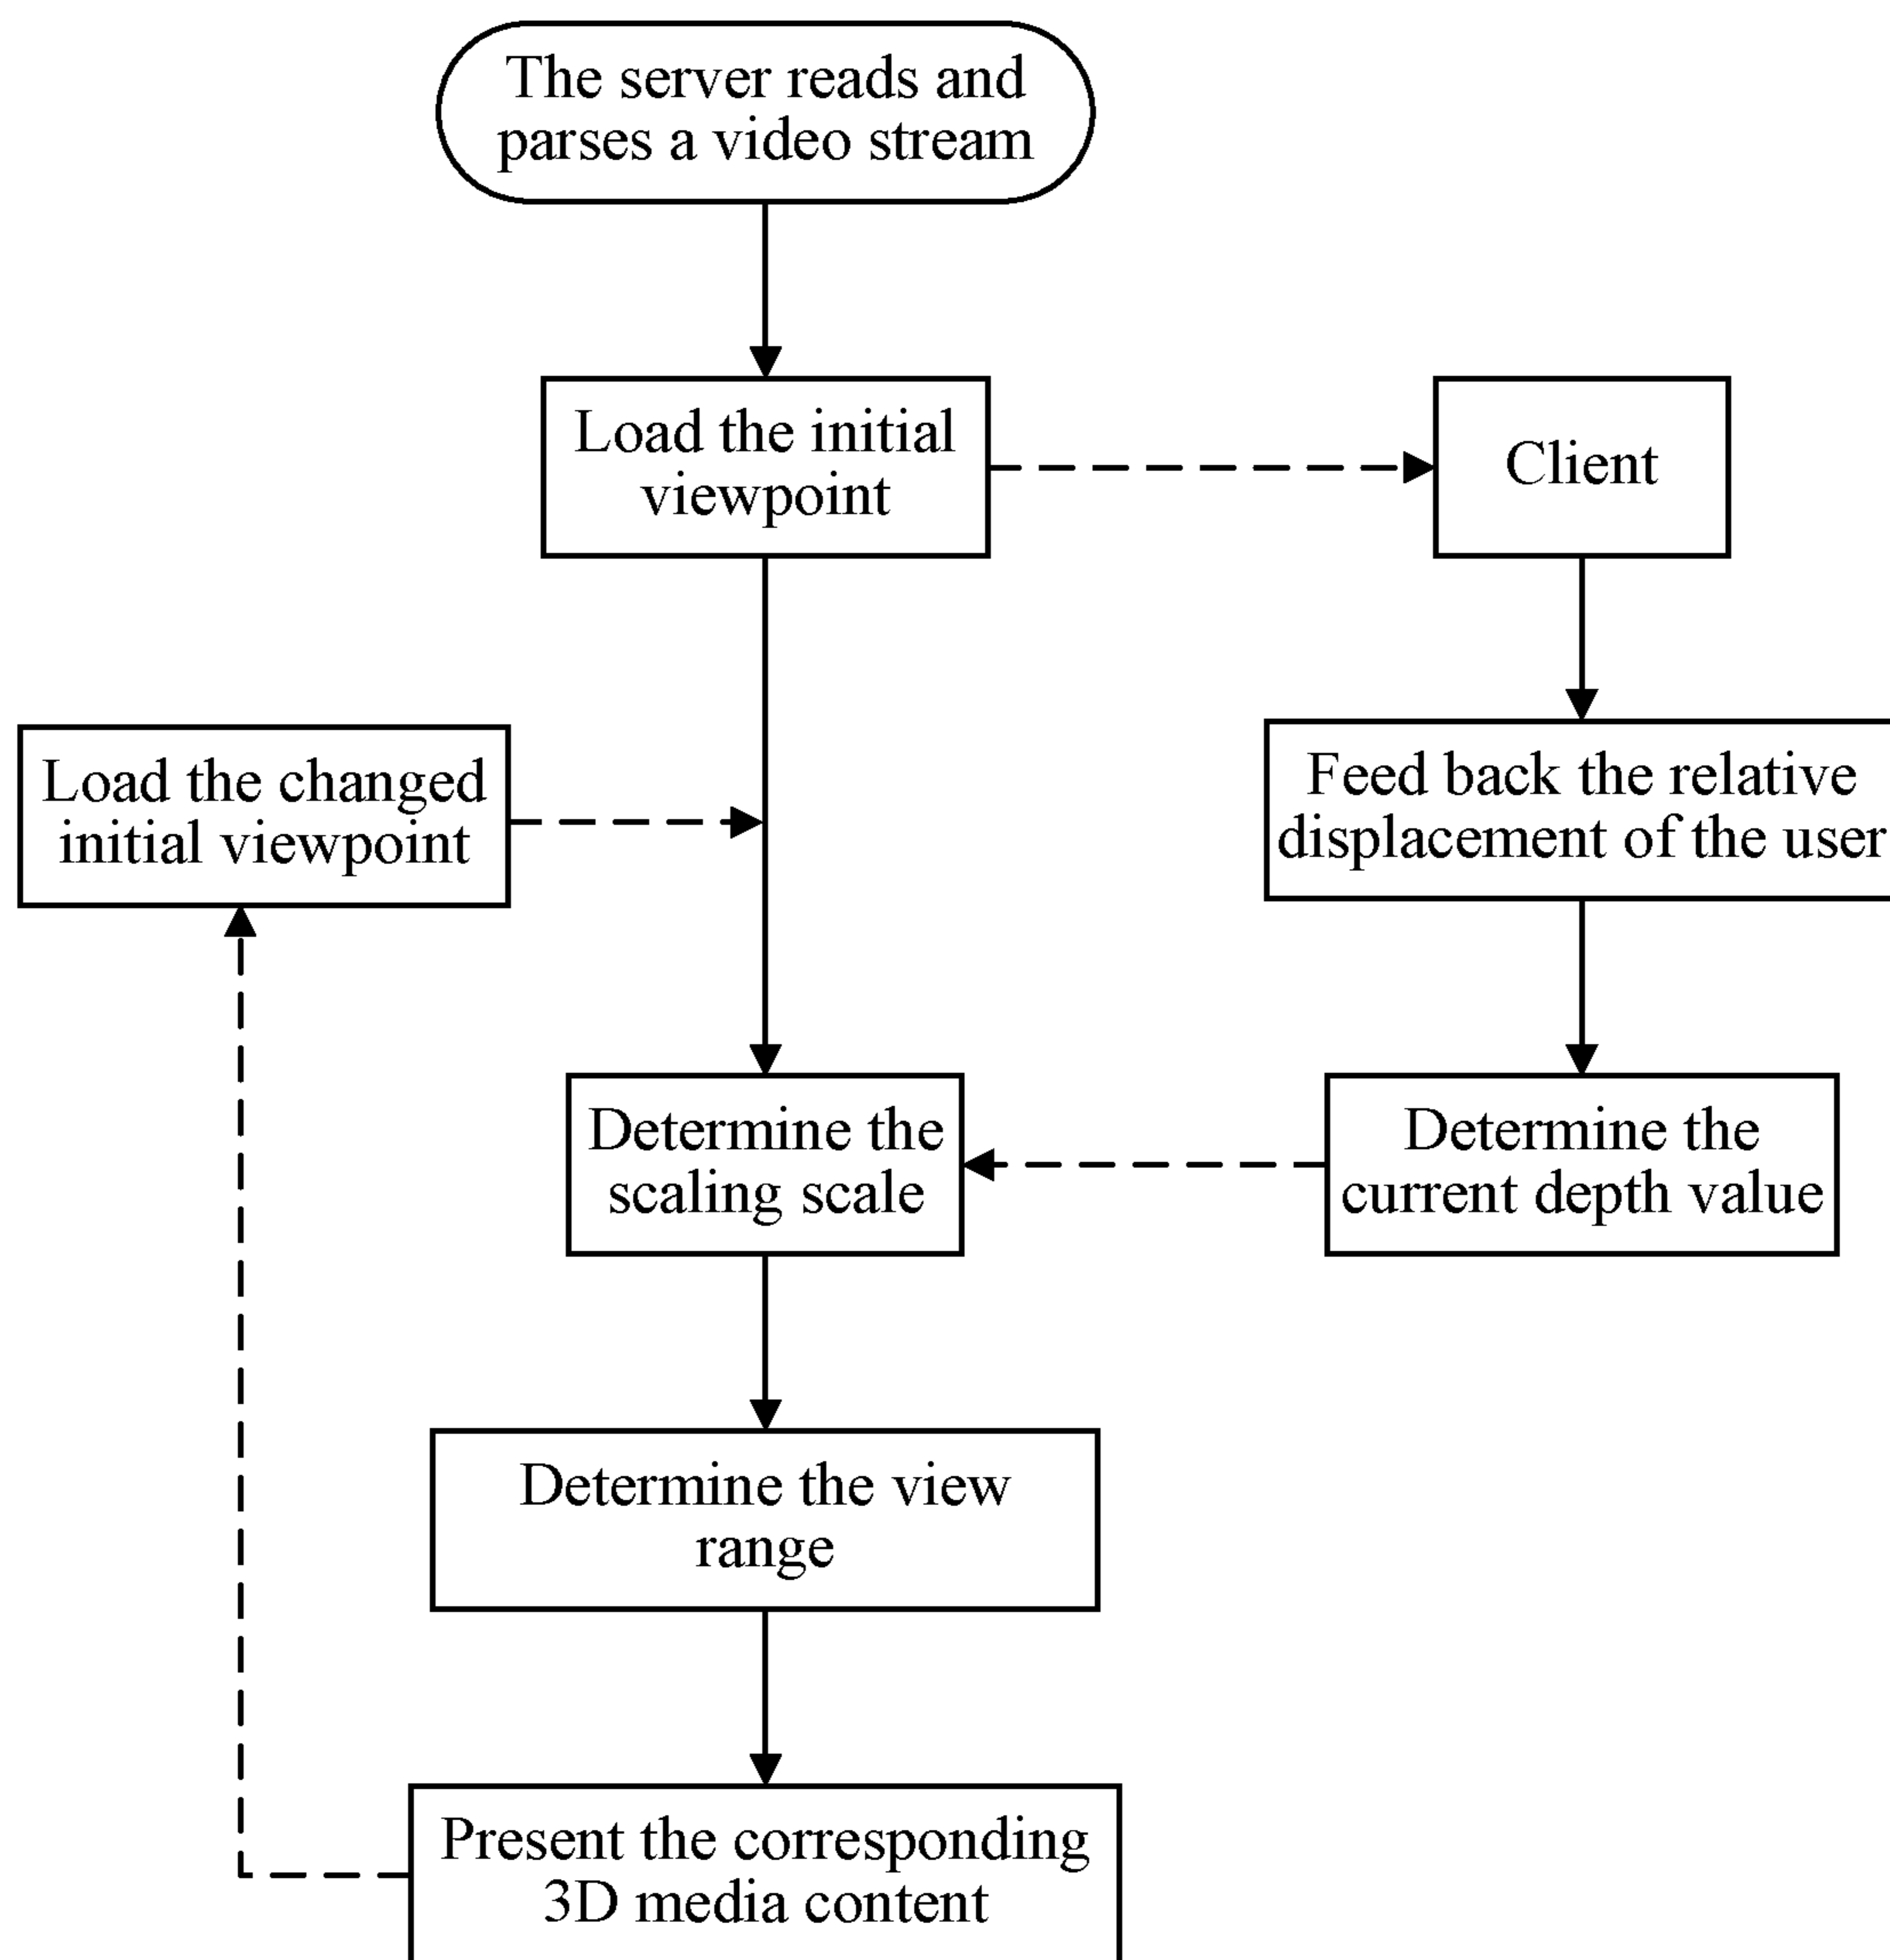 The server reads and
parses a video stream
Load the initial
viewpoint
Client
Load the changed
initial viewpoint
Feed back the relative
displacement of the user
Determine the
scaling scale
Determine the
current depth value
Determine the view
range
Present the corresponding
3D media content